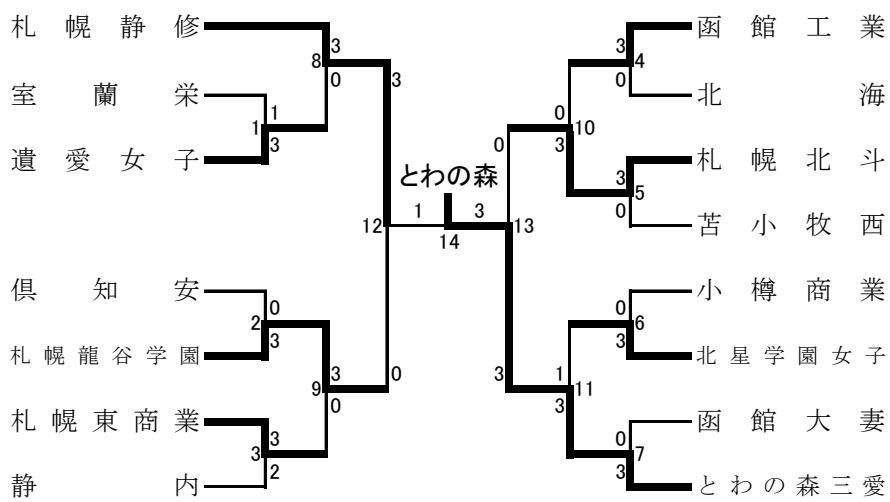 札幌静修
室蘭栄
遺愛女子
倶知安
札幌龍谷学園
札幌東商業
静内
8
3
0
1
1
3
2
0
3
9
3
0
3
3
2
12
3
0
とわの森
1
14
3
13
0
3
0
10
3
1
11
3
3
4
0
3
5
0
0
6
3
0
7
3
函館工業
北海
札幌北斗
苫小牧西
小樽商業
北星学園女子
函館大妻
とわの森三愛